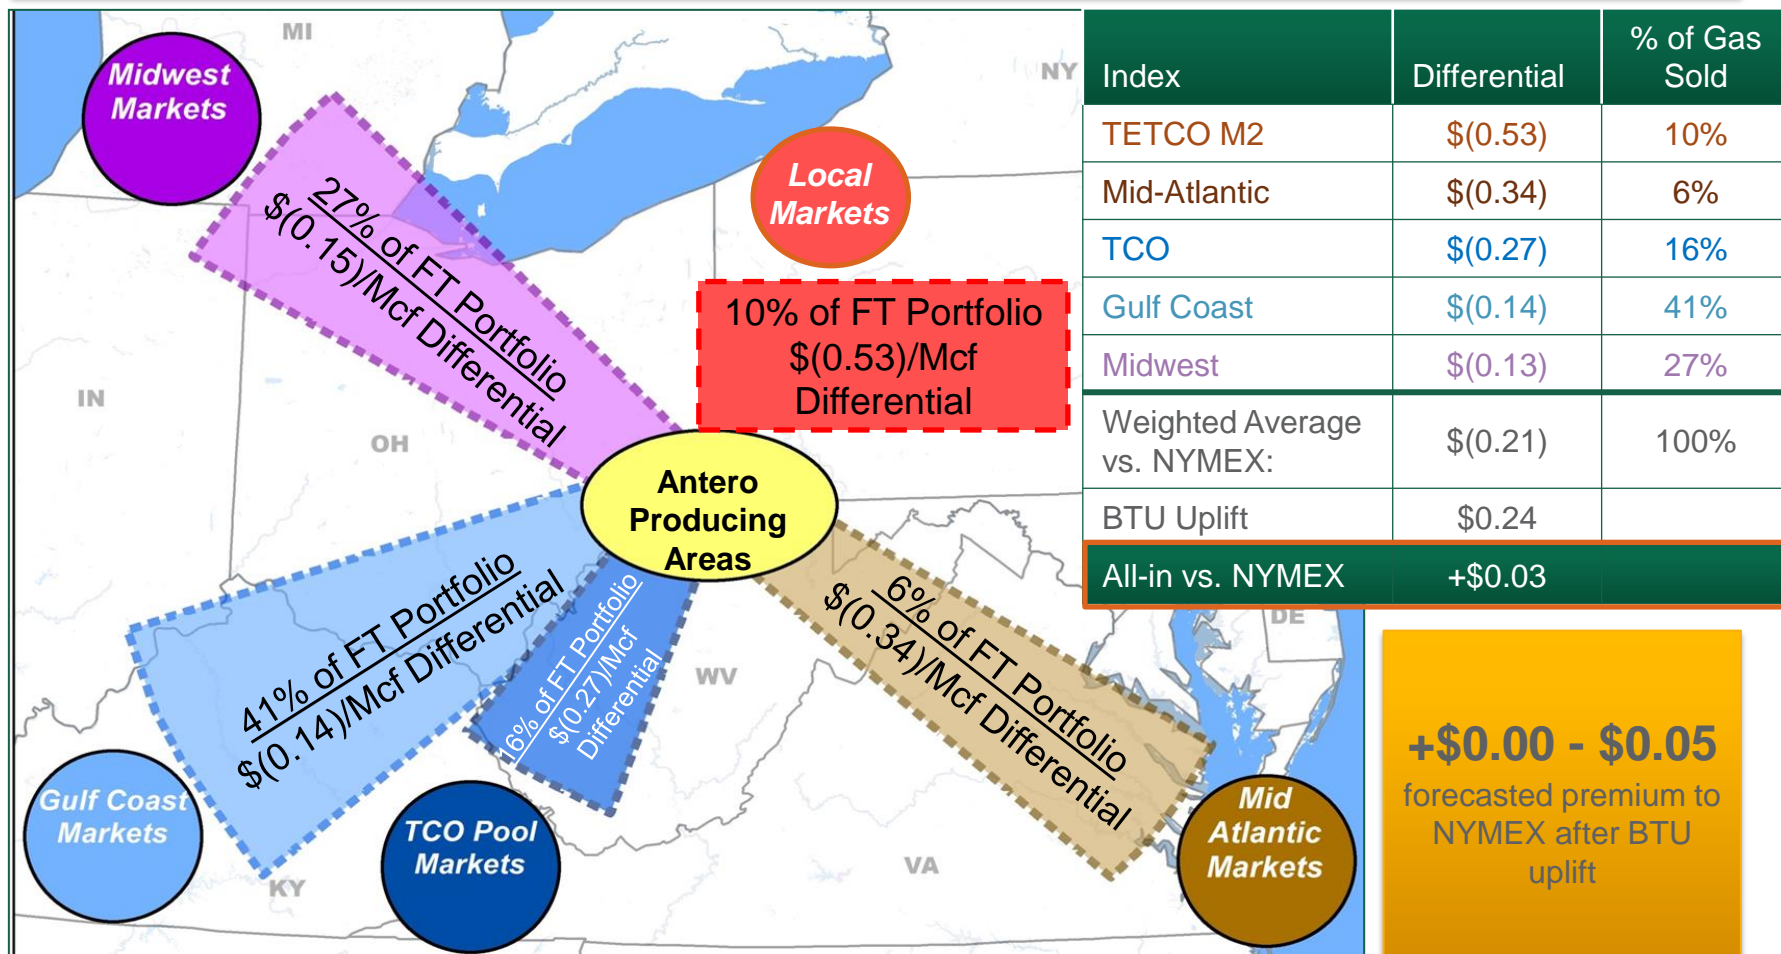 MI
NY
IN
OH
WV
VA
KY
DE
Midwest
Markets
27% of FT Portfolio
$(0.15)/Mcf Differential
Local
Markets
10% of FT Portfolio
$(0.53)/Mcf
Differential
Antero
Producing
Areas
41% of FT Portfolio
$(0.14)/Mcf Differential
16% of FT Portfolio
$(0.27)/Mcf
Differential
6% of FT Portfolio
$(0.34)/Mcf Differential
Gulf Coast
Markets
TCO Pool
Markets
Mid
Atlantic
Markets
Index Differential % of Gas Sold
TETCO M2 $(0.53) 10%
Mid-Atlantic $(0.34) 6%
TCO $(0.27) 16%
Gulf Coast $(0.14) 41%
Midwest $(0.13) 27%
Weighted Average
vs. NYMEX: $(0.21) 100%
BTU Uplift $0.24
All-in vs. NYMEX +$0.03
+$0.00 - $0.05
forecasted premium to
NYMEX after BTU
uplift